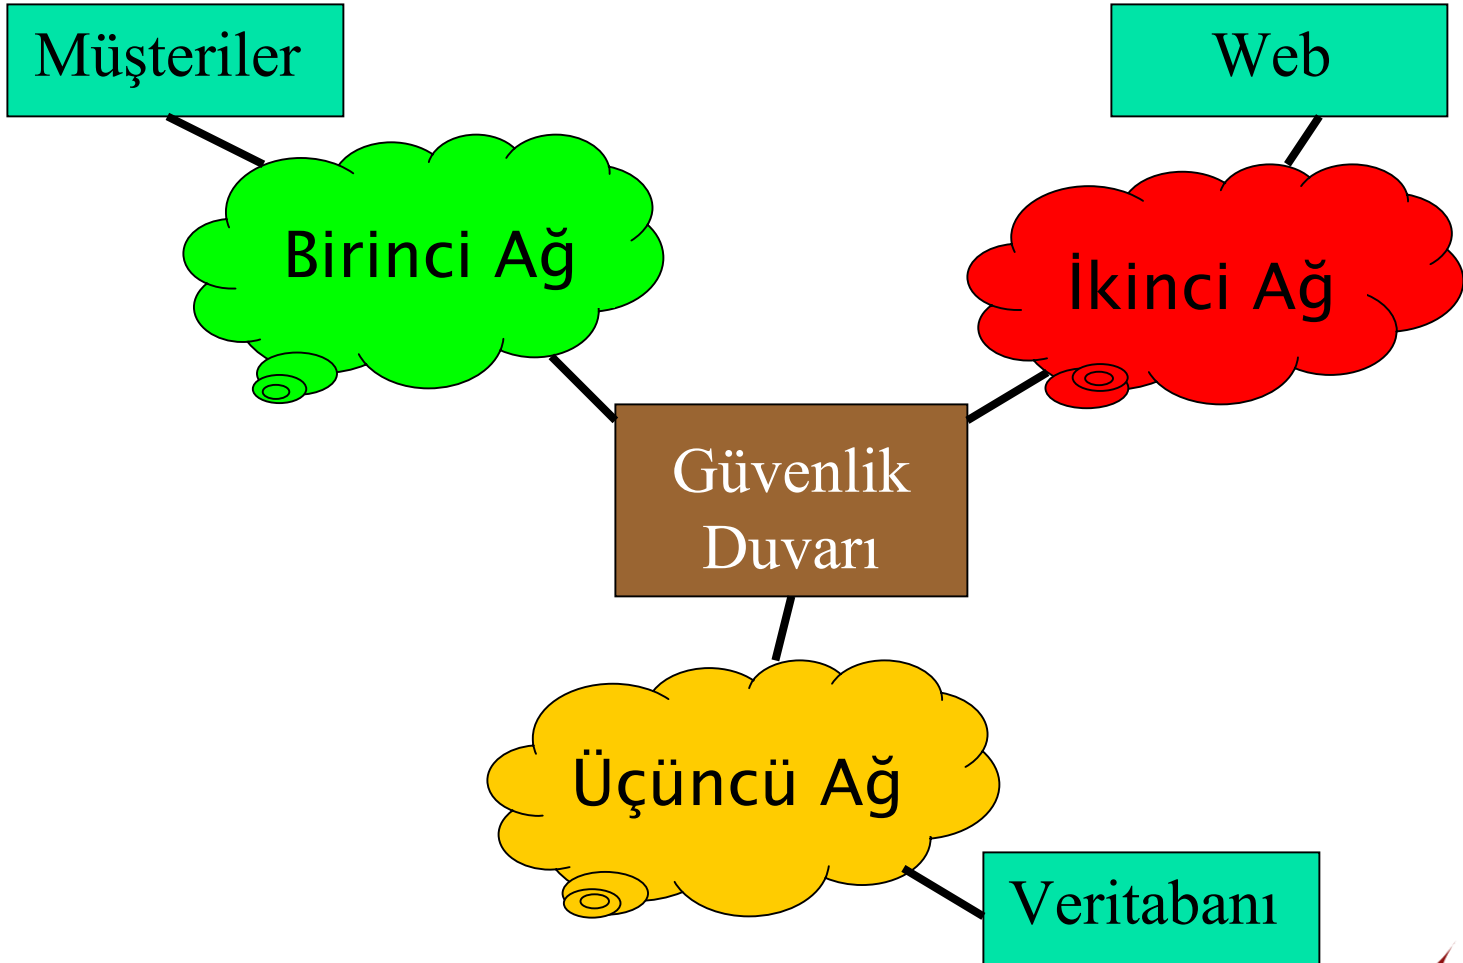 Müşteriler
Web
Birinci Ağ
İkinci Ağ
Güvenlik
Duvarı
Üçüncü Ağ
Veritabanı